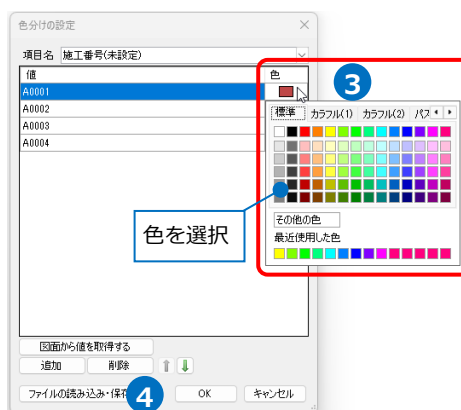 色分けの設定
項目名 施工番号(未設定)
値 色
A0001
A0002
A0003
A0004
3
標準 カラフル(1) カラフル(2)
その他の色
最近使用した色
色を選択
図面から値を取得する
追加 削除
ファイルの読み込み・保存
4
OK キャンセル